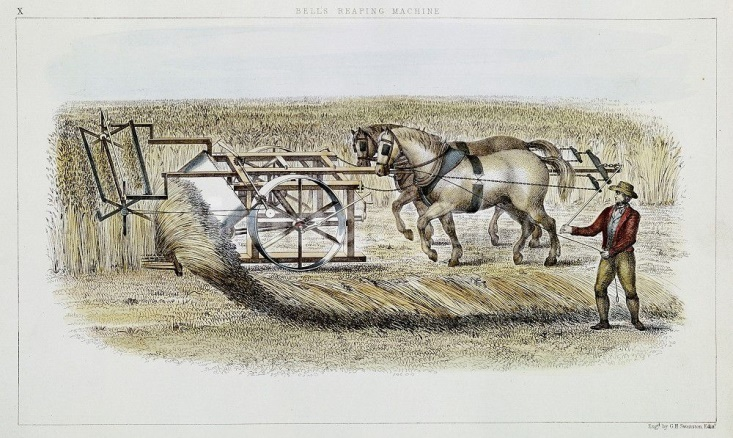 X
BELLS REAPING MACHINE
Engd. by G.H. Swanston, Edinr.